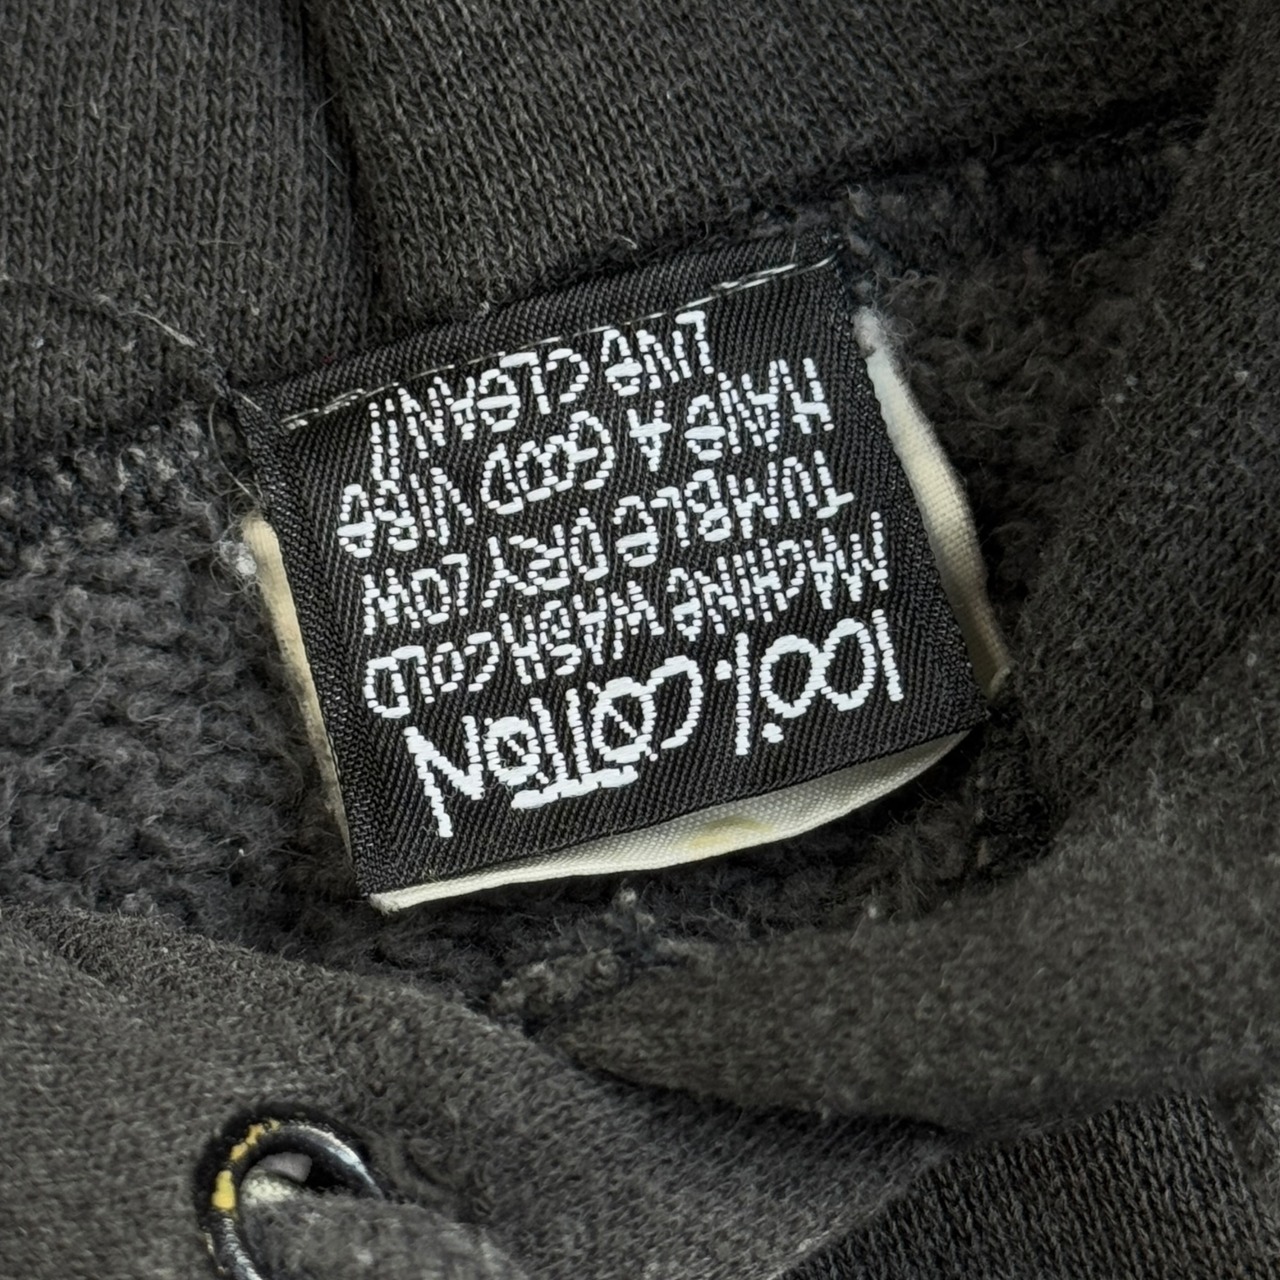 100% COTTON
MACHINE WASH COLD
TUMBLE DRY LOW
HAVE A GOOD VIBE
LIVE CLEAN!!